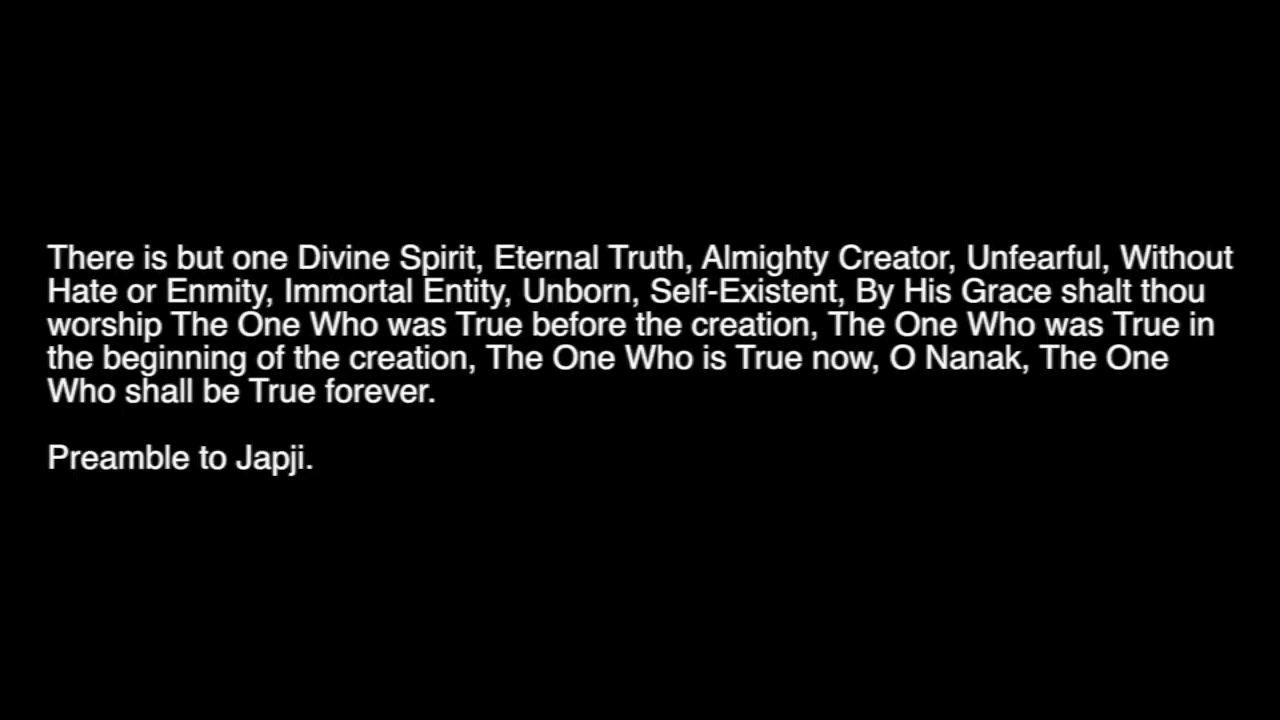 There is but one Divine Spirit, Eternal Truth, Almighty Creator, Unfearful, Without
Hate or Enmity, Immortal Entity, Unborn, Self-Existent, By His Grace shalt thou
worship The One Who was True before the creation, The One Who was True in
the beginning of the creation, The One Who is True now, O Nanak, The One
Who shall be True forever.
Preamble to Japji.